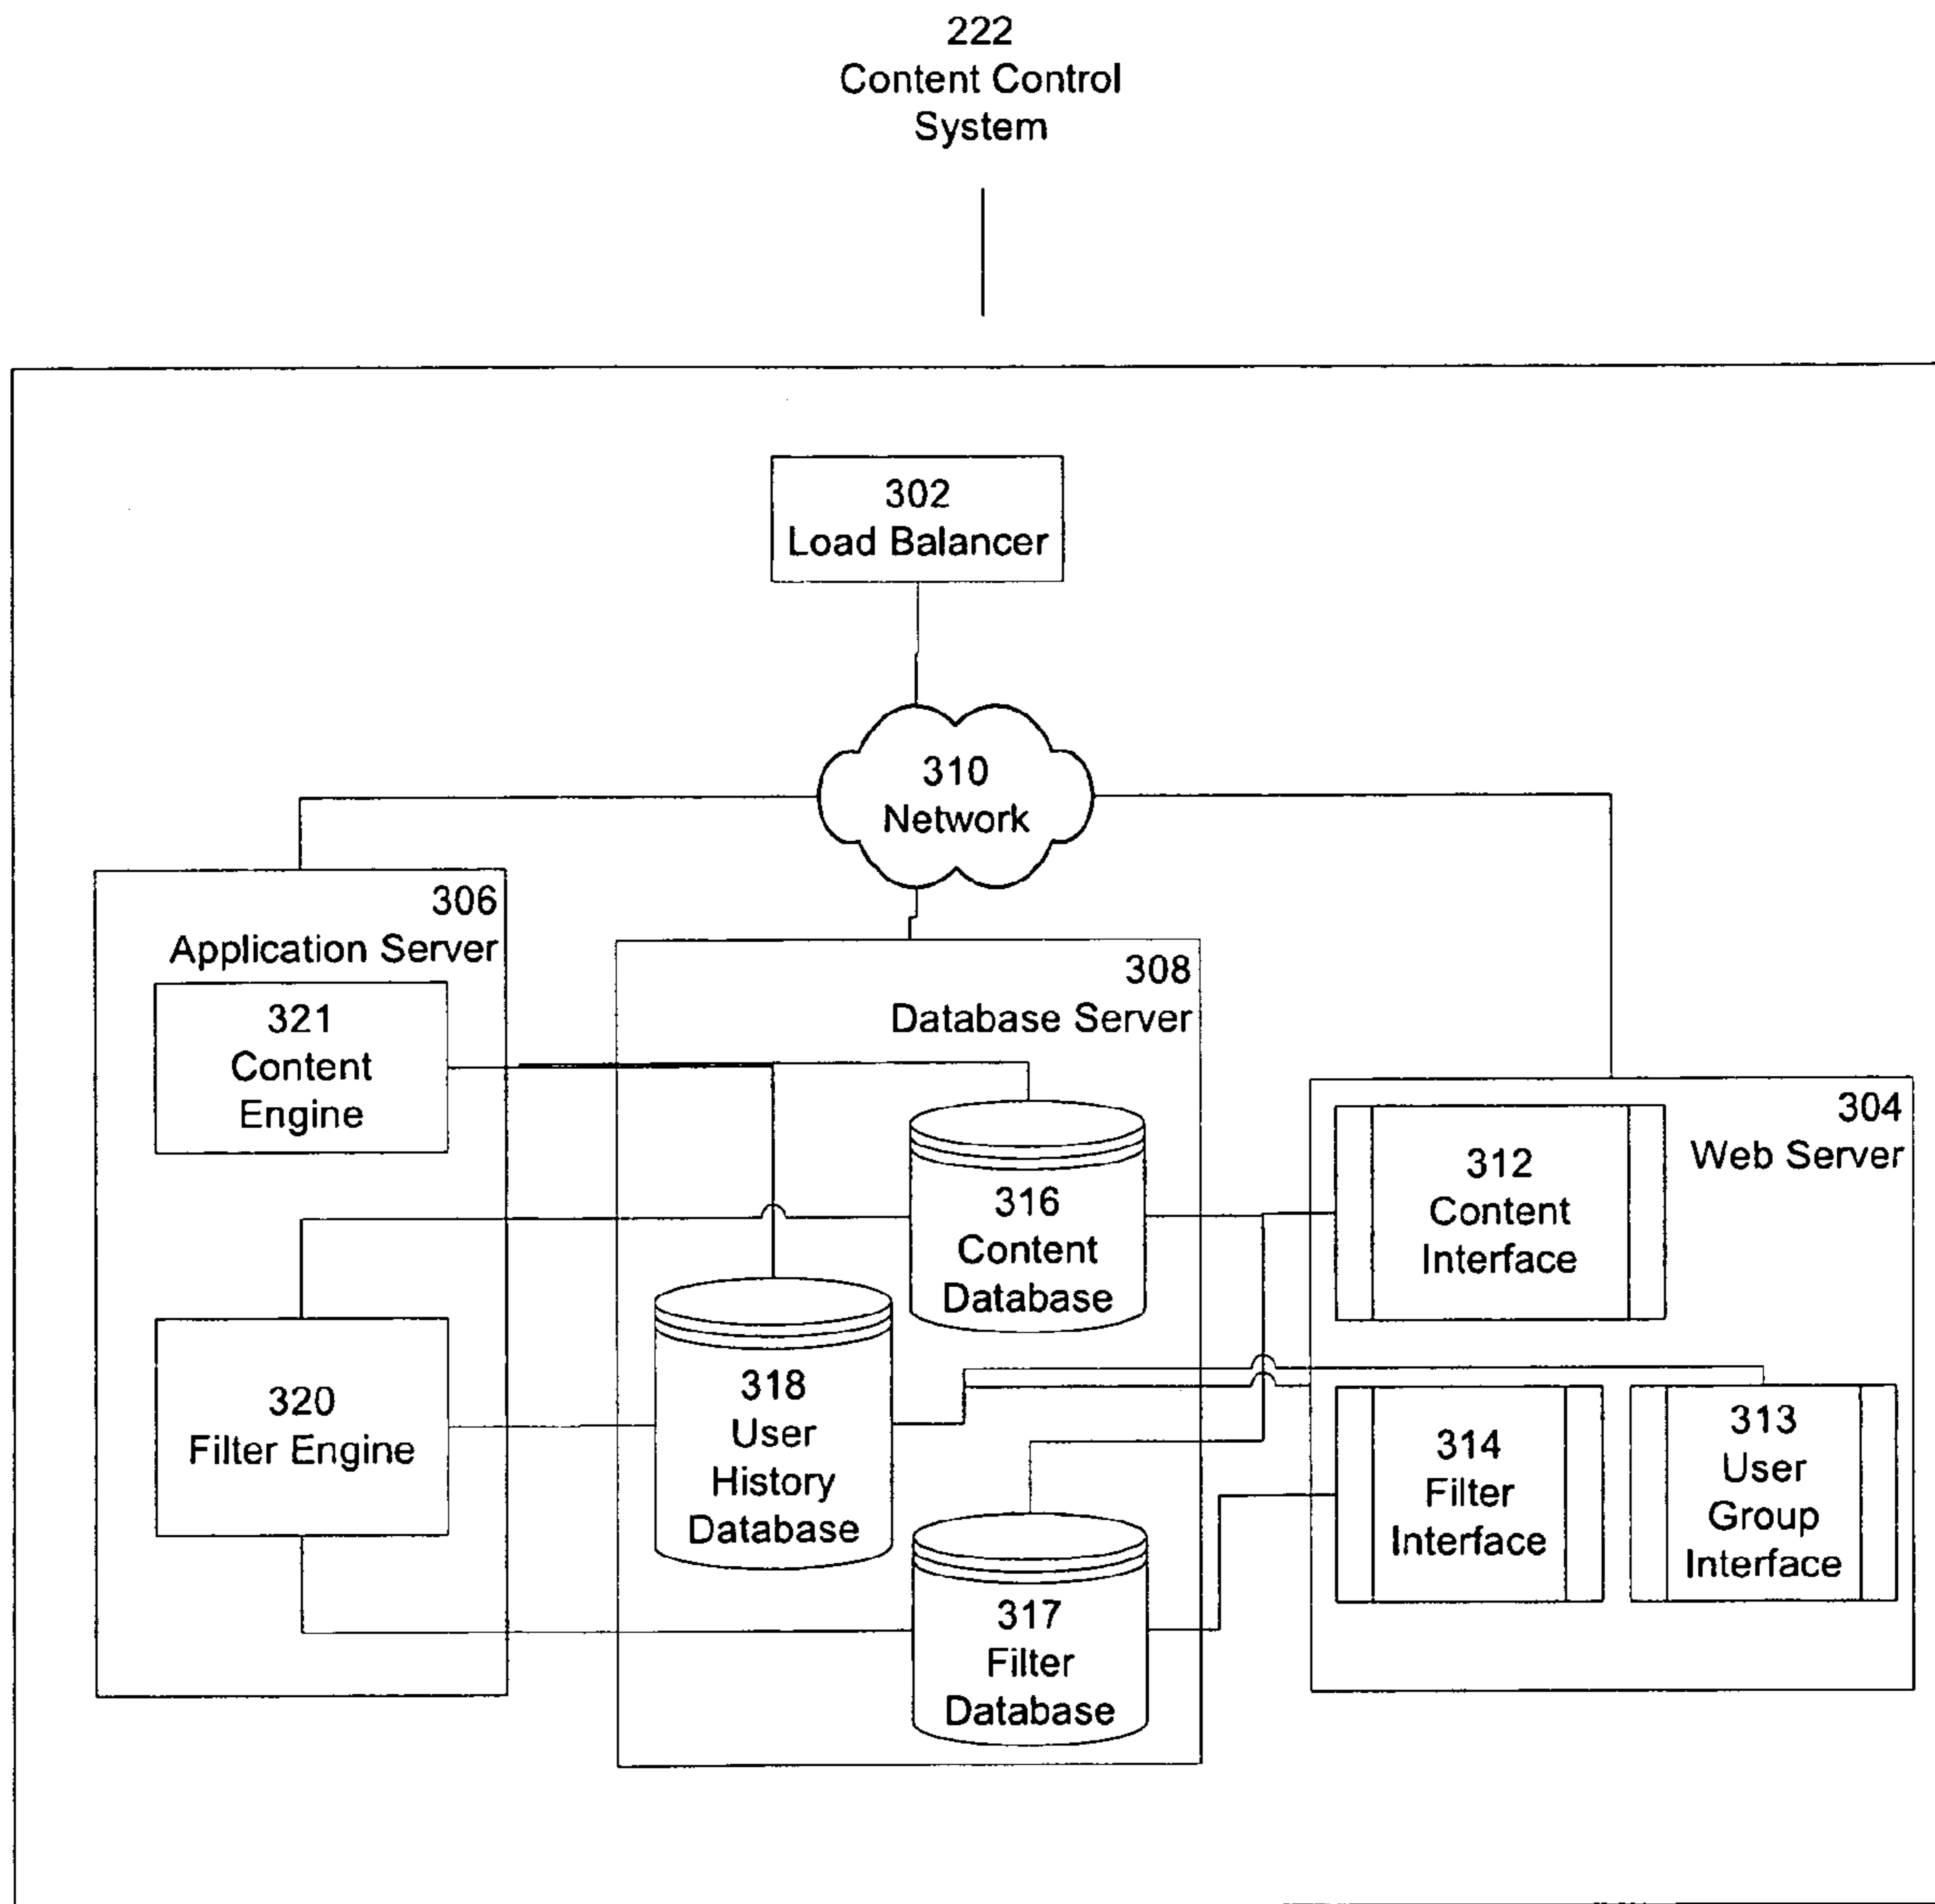 222
Content Control
System
302
Load Balancer
310
Network
306
Application Server
321
Content
Engine
320
Filter Engine
308
Database Server
316
Content
Database
318
User
History
Database
317
Filter
Database
304
Web Server
312
Content
Interface
314
Filter
Interface
313
User
Group
Interface